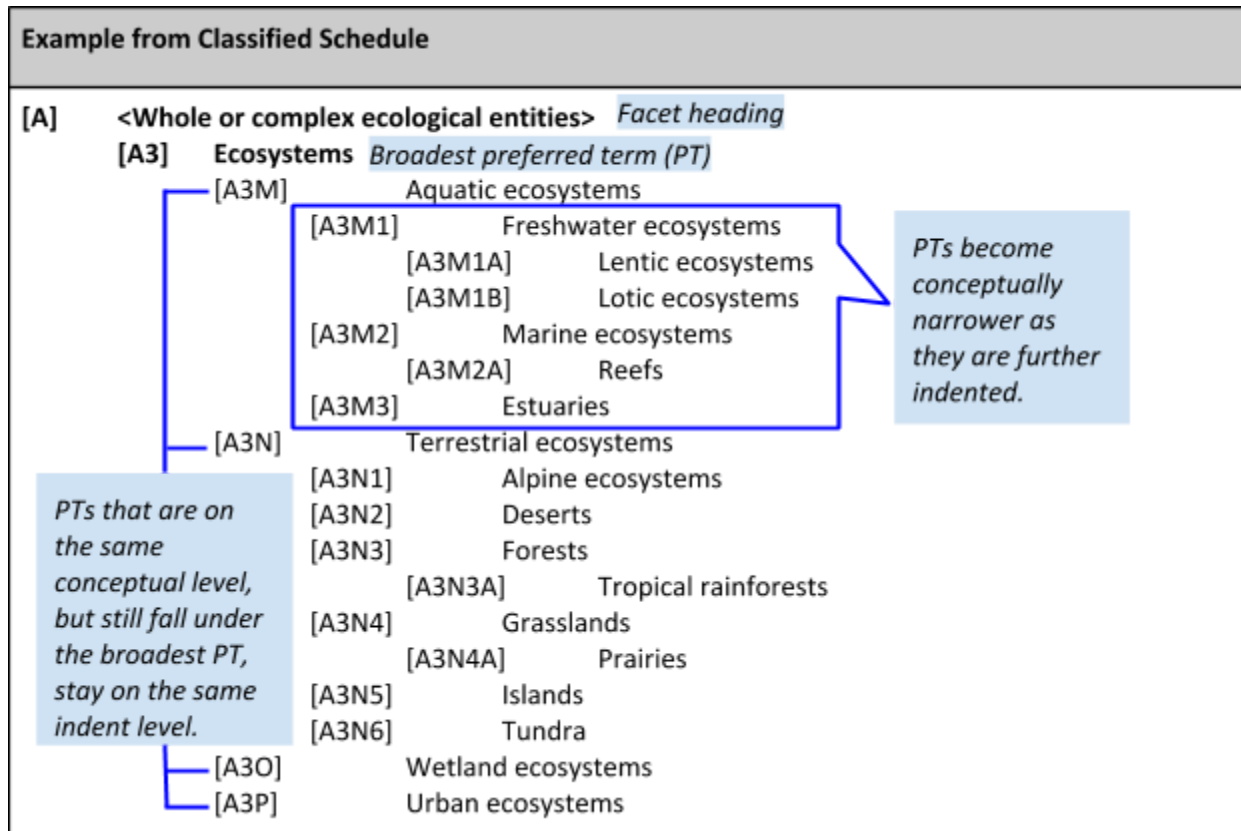 Example from Classified Schedule
[A] <Whole or complex ecological entities> Facet heading
[A3] Ecosystems Broadest preferred term (PT)
[A3M] Aquatic ecosystems
[A3M1] Freshwater ecosystems
[A3M1A] Lentic ecosystems
[A3M1B] Lotic ecosystems
[A3M2] Marine ecosystems
[A3M2A] Reefs
[A3M3] Estuaries
PTs become
conceptually
narrower as
they are further
indented.
[A3N] Terrestrial ecosystems
[A3N1] Alpine ecosystems
[A3N2] Deserts
[A3N3] Forests
[A3N3A] Tropical rainforests
[A3N4] Grasslands
[A3N4A] Prairies
[A3N5] Islands
[A3N6] Tundra
PTs that are on
the same
conceptual level,
but still fall under
the broadest PT,
stay on the same
indent level.
[A3O] Wetland ecosystems
[A3P] Urban ecosystems